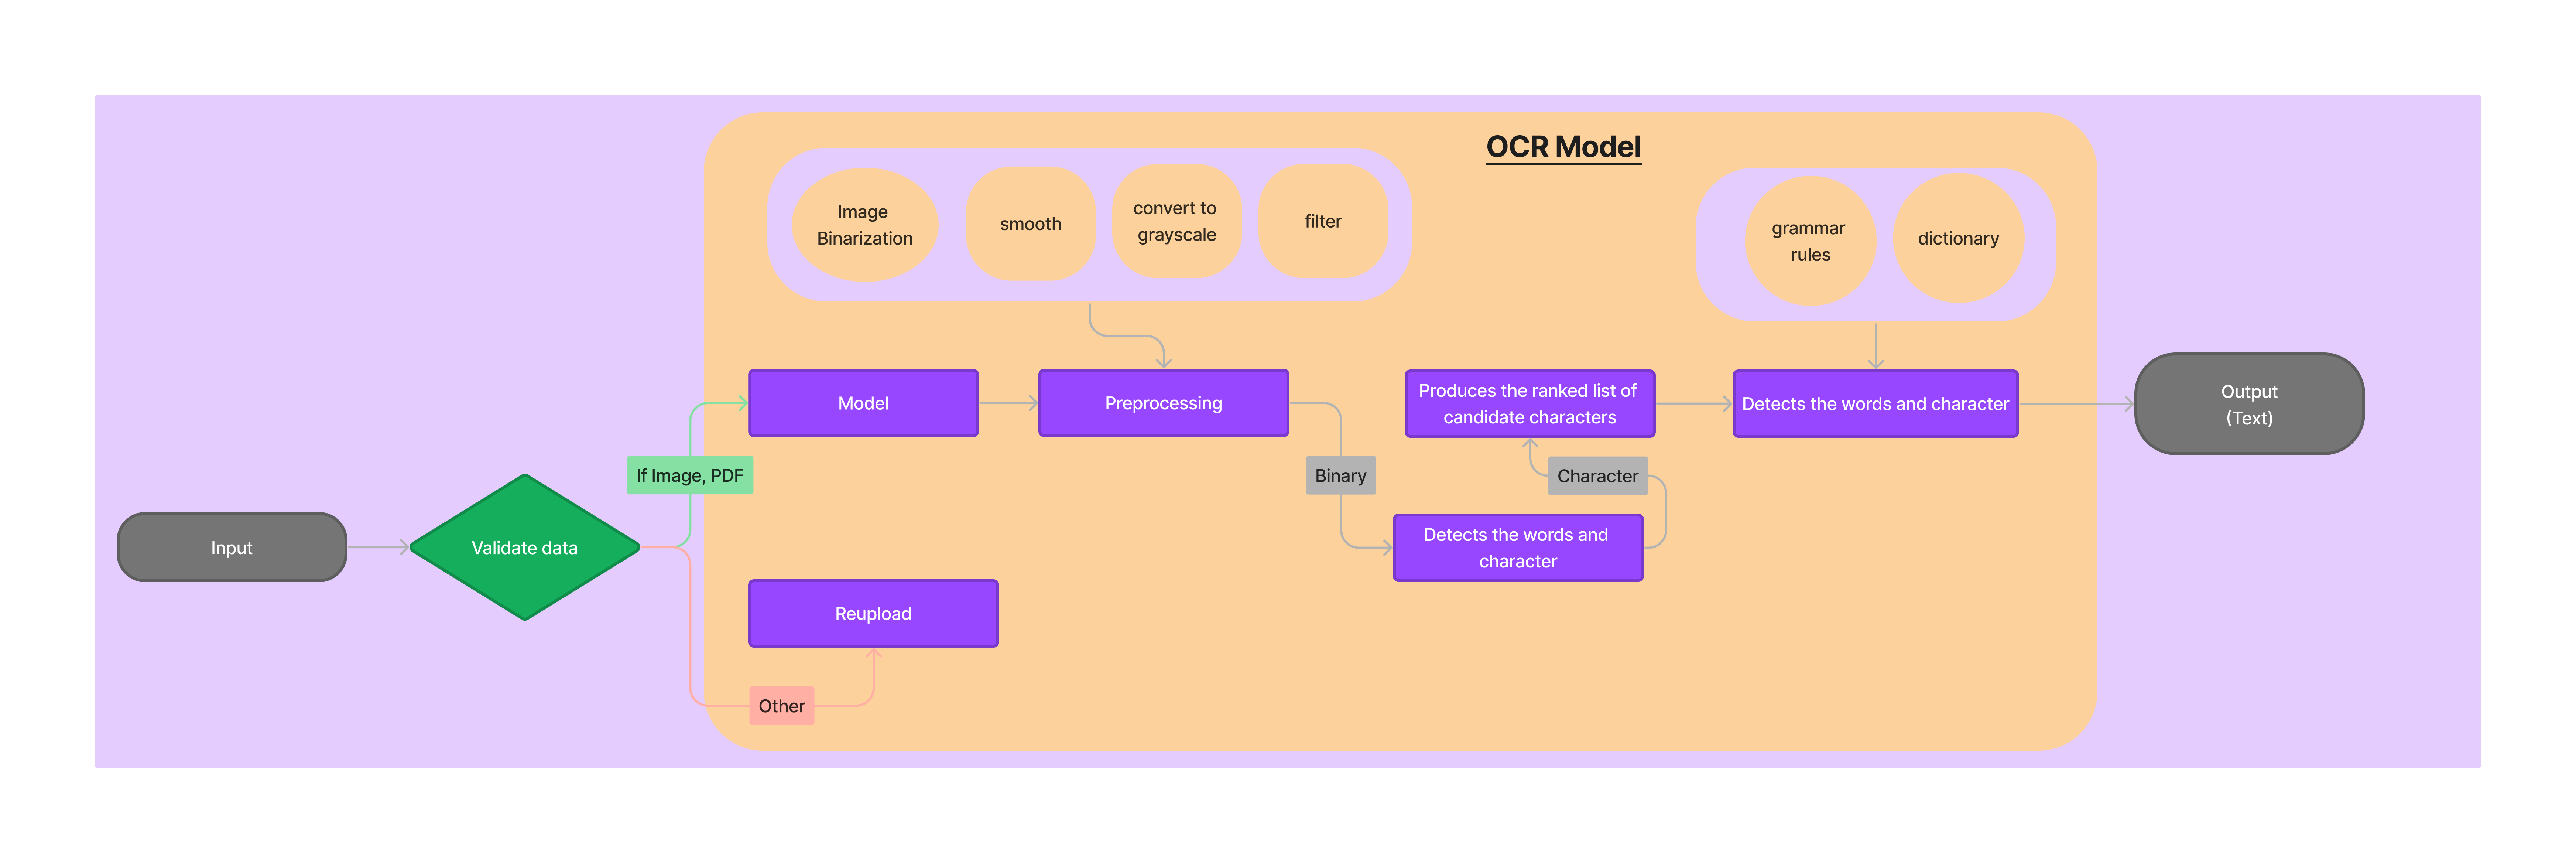 OCR Model
Image
Binarization
smooth
convert to
grayscale
filter
grammar
rules
dictionary
Input
Validate data
If Image, PDF
Other
Reupload
Model
Preprocessing
Binary
Detects the words and
character
Character
Produces the ranked list of
candidate characters
Detects the words and character
Output
(Text)